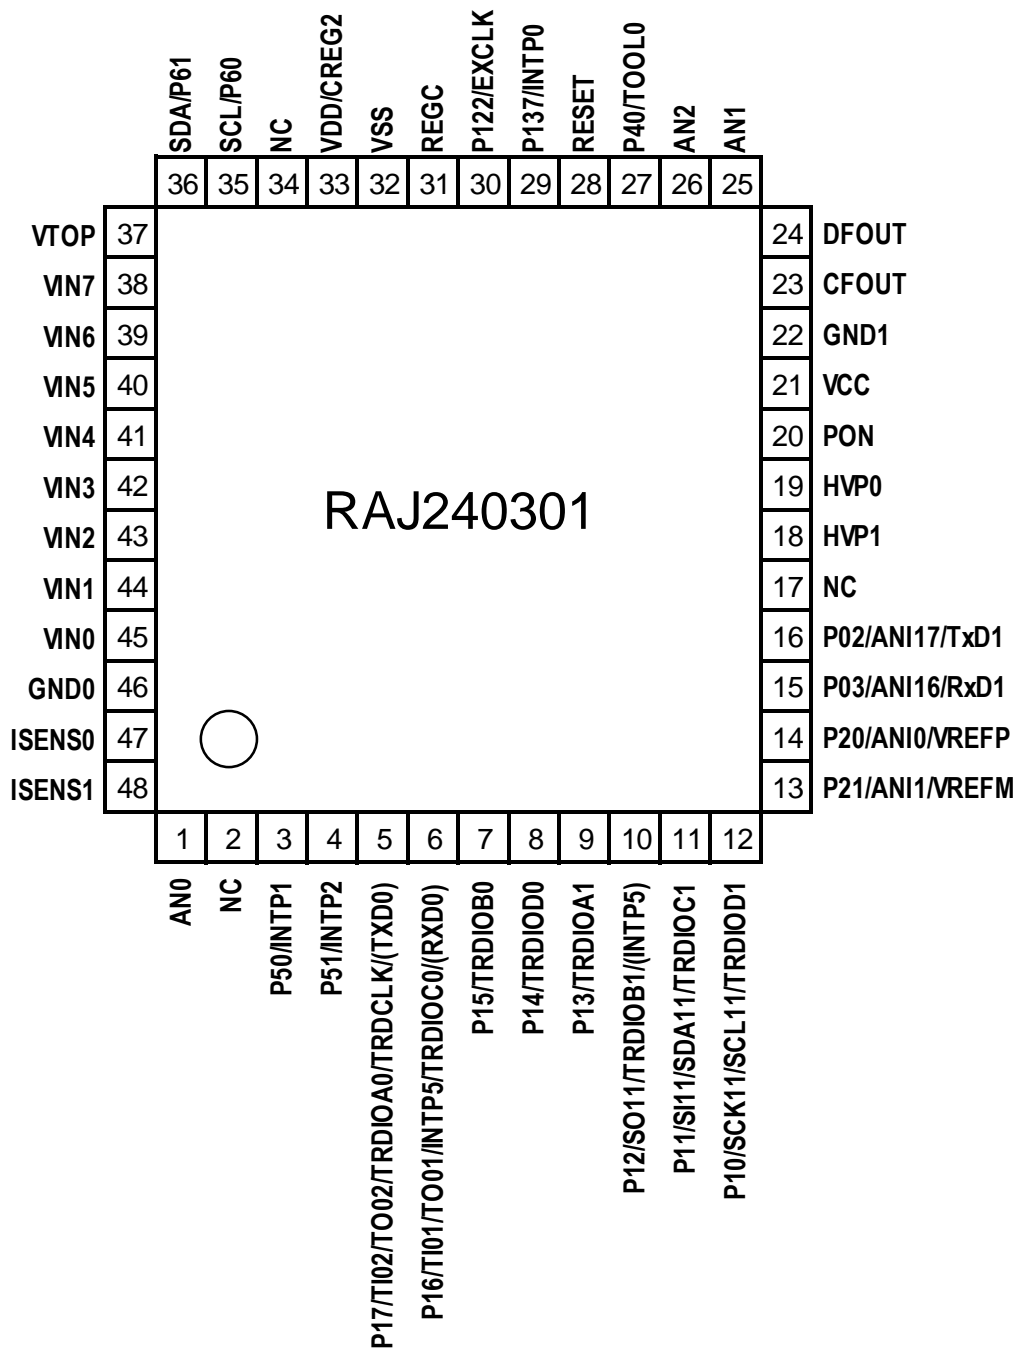 SDA/P61
SCL/P60
NC
VDD/CREG2
VSS
REGC
P122/EXCLK
P137/INTP0
RESET
P40/TOOL0
AN2
AN1
36 35 34 33 32 31 30 29 28 27 26 25
VTOP 37
VIN7 38
VIN6 39
VIN5 40
VIN4 41
VIN3 42
VIN2 43
VIN1 44
VIN0 45
GND0 46
ISENS0 47
ISENS1 48
RAJ240301
24 DFOUT
23 CFOUT
22 GND1
21 VCC
20 PON
19 HVP0
18 HVP1
17 NC
16 P02/ANI17/TxD1
15 P03/ANI16/RxD1
14 P20/ANI0/VREFP
13 P21/ANI1/VREFM
1 2 3 4 5 6 7 8 9 10 11 12
AN0
NC
P50/INTP1
P51/INTP2
P17/TI02/TO02/TRDIOA0/TRDCLK/(TXD0)
P16/TI01/TO01/INTP5/TRDIOC0/(RXD0)
P15/TRDIOB0
P14/TRDIOD0
P13/TRDIOA1
P12/SO11/TRDIOB1/(INTP5)
P11/SI11/SDA11/TRDIOC1
P10/SCK11/SCL11/TRDIOD1